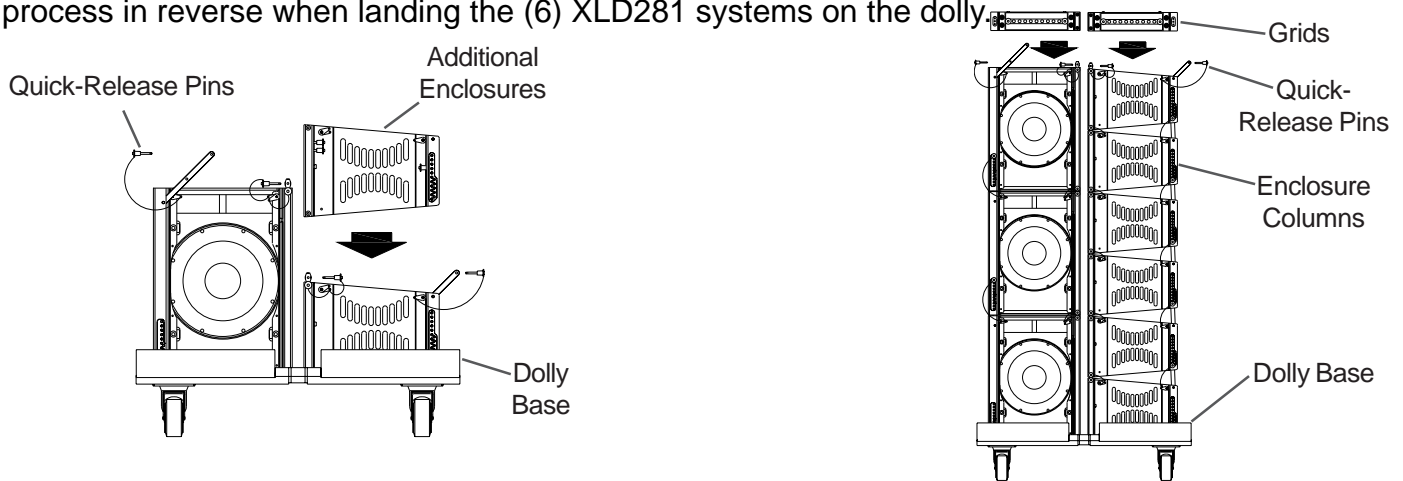 process in reverse when landing the (6) XLD281 systems on the dolly.
Additional
Enclosures
Quick-Release Pins
Dolly
Base
Grids
Quick-
Release Pins
Enclosure
Columns
Dolly Base